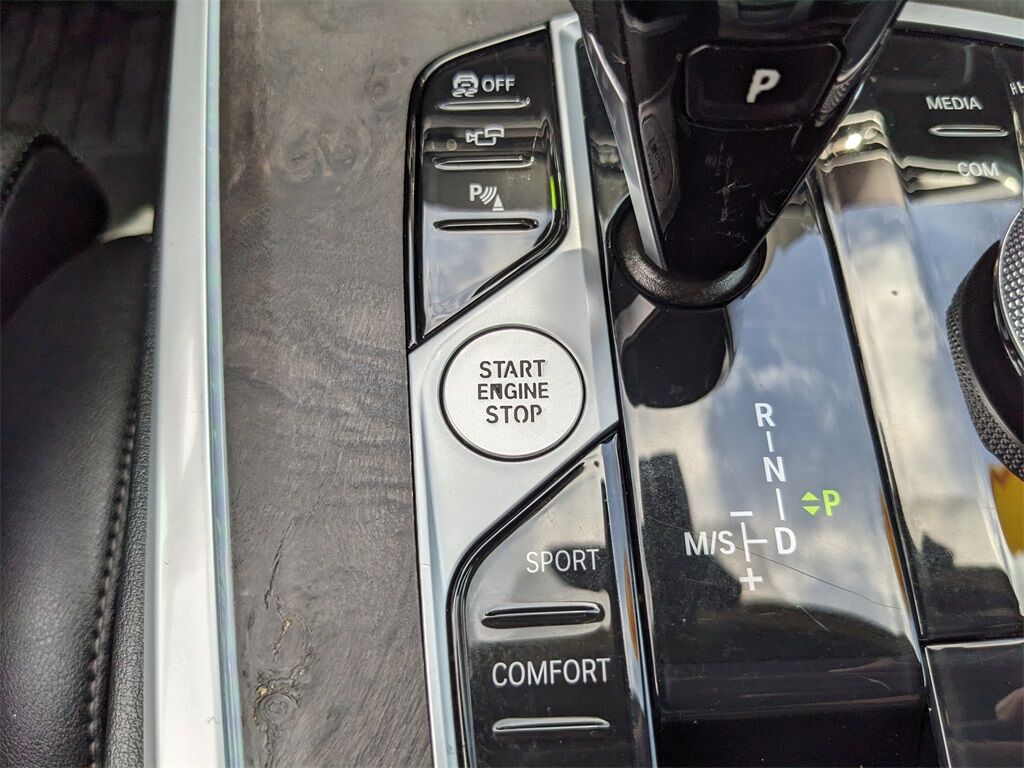 OFF
P
START
ENGINE
STOP
SPORT
COMFORT
P
R
N
P
M/S
D
−
+
MEDIA
COM